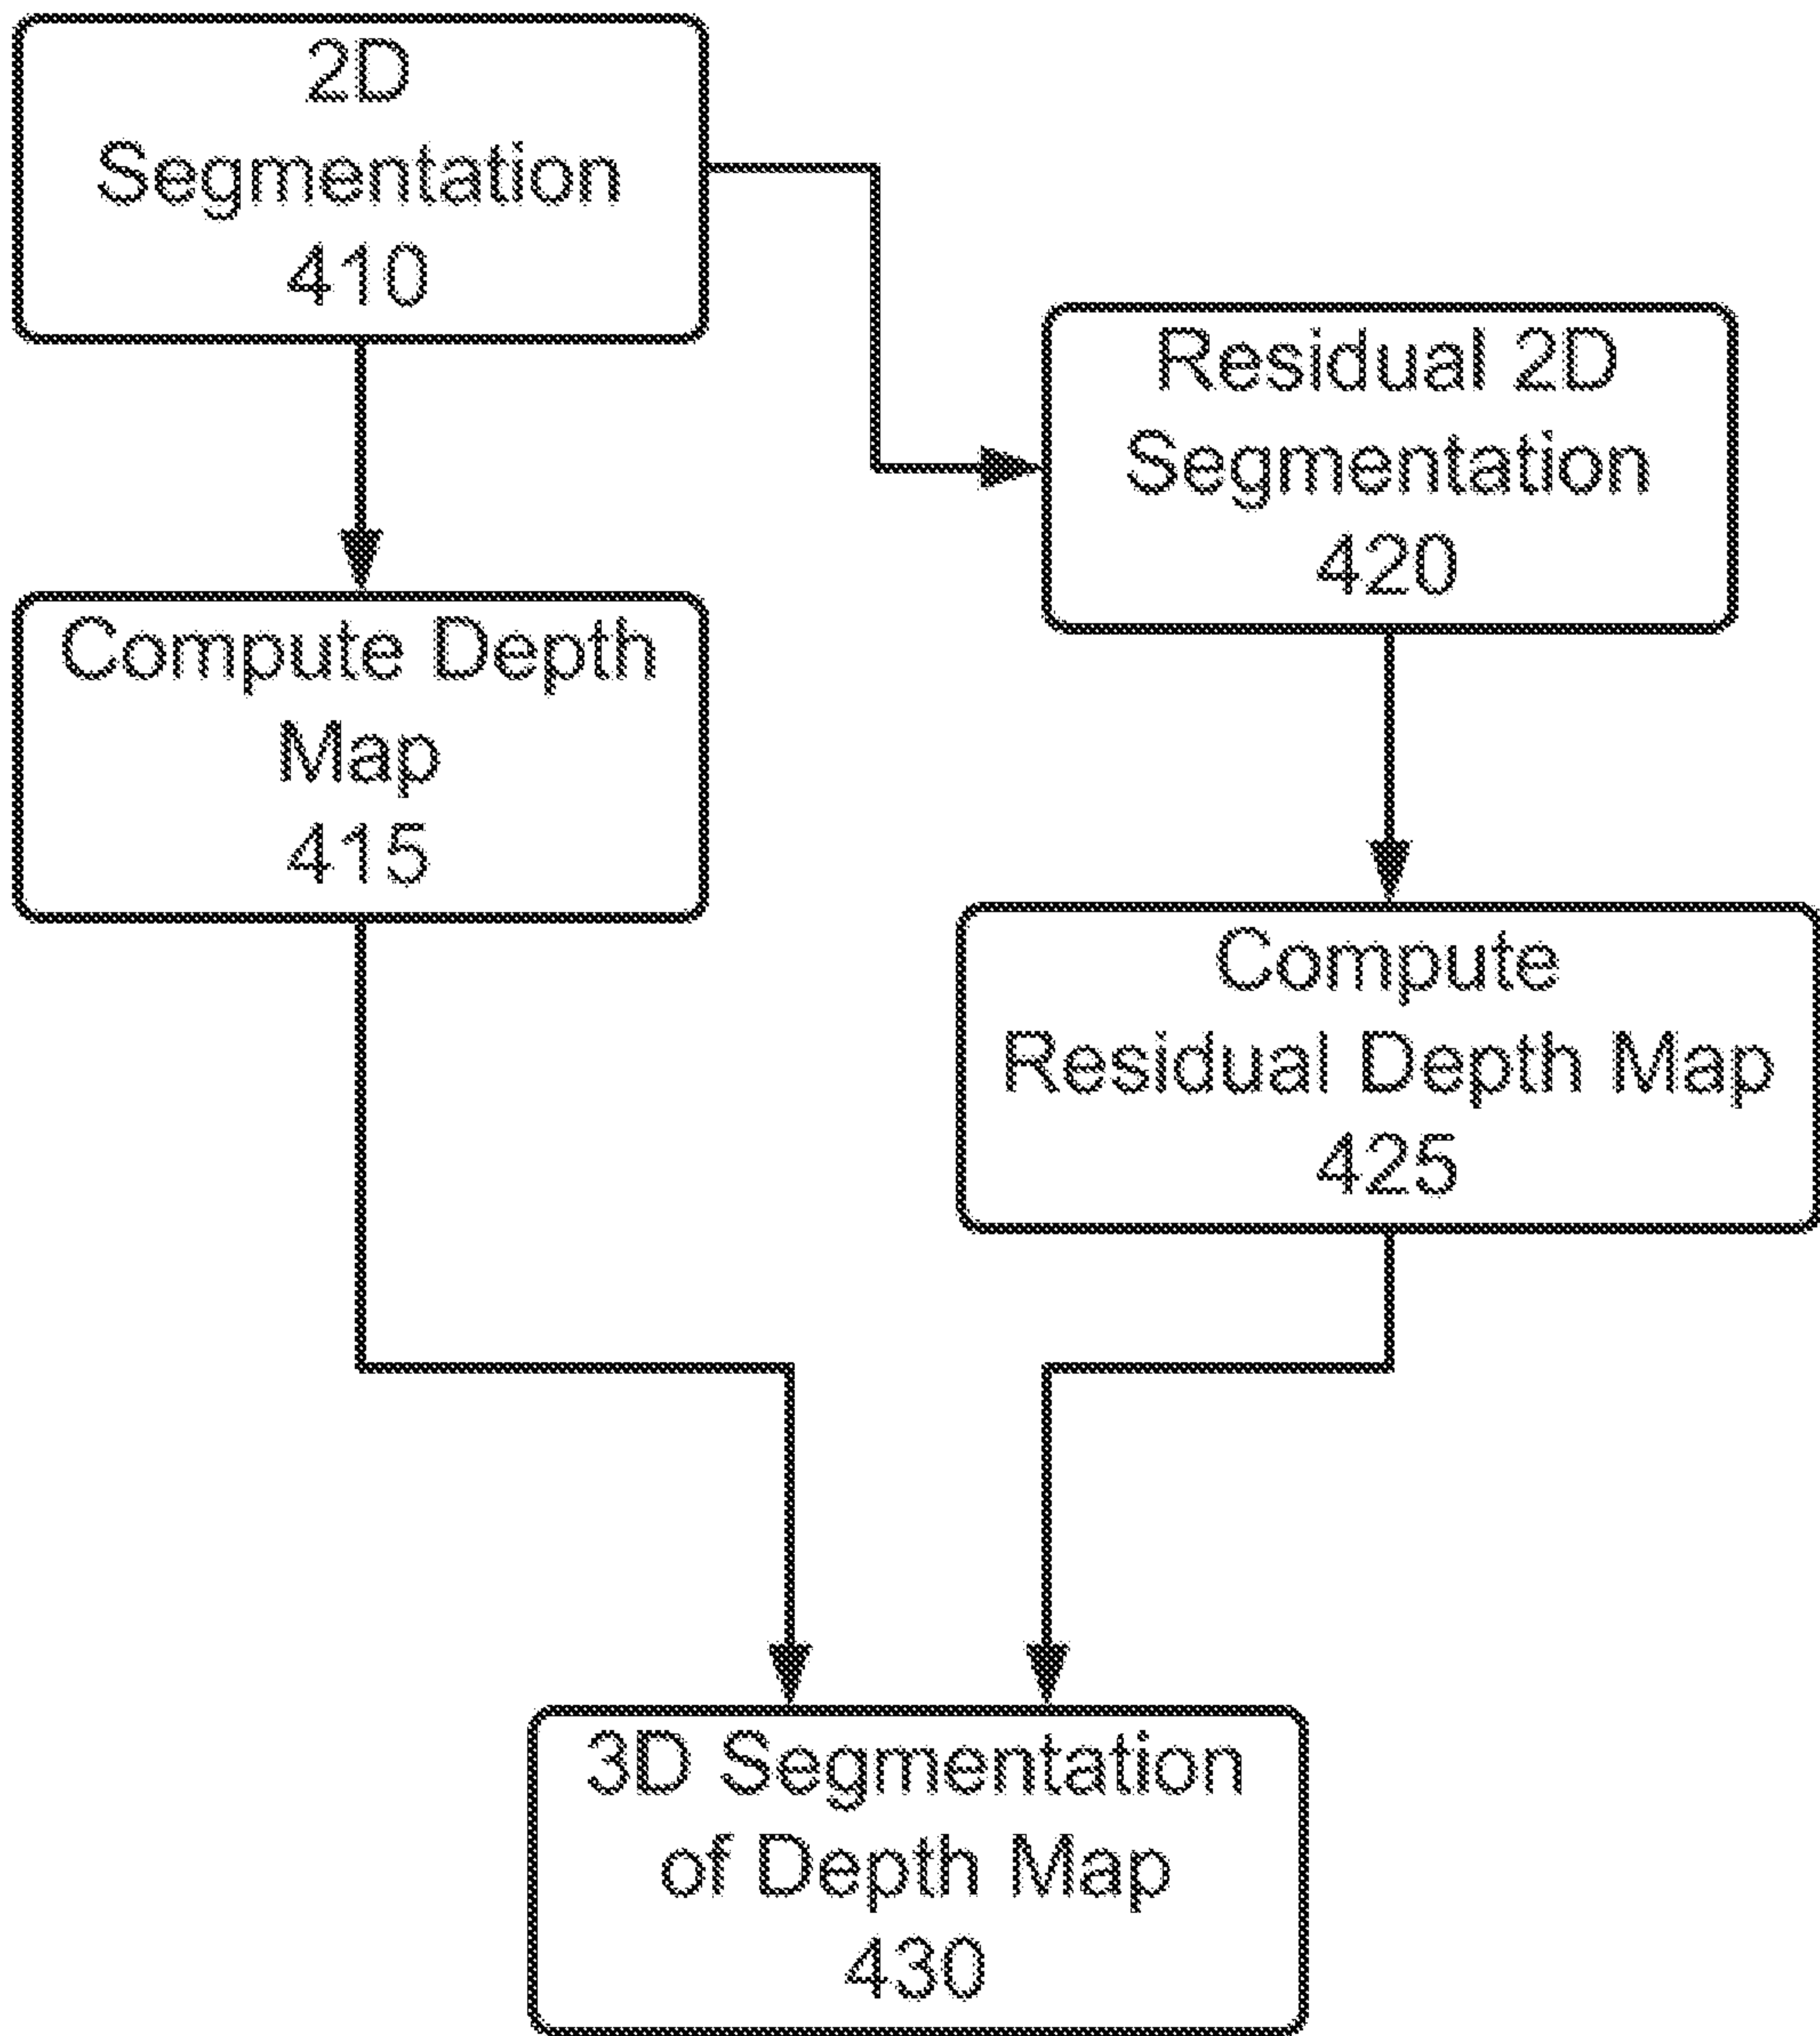 2D
Segmentation
410
Residual 2D
Segmentation
420
Compute Depth
Map
415
Compute
Residual Depth Map
425
3D Segmentation
of Depth Map
430